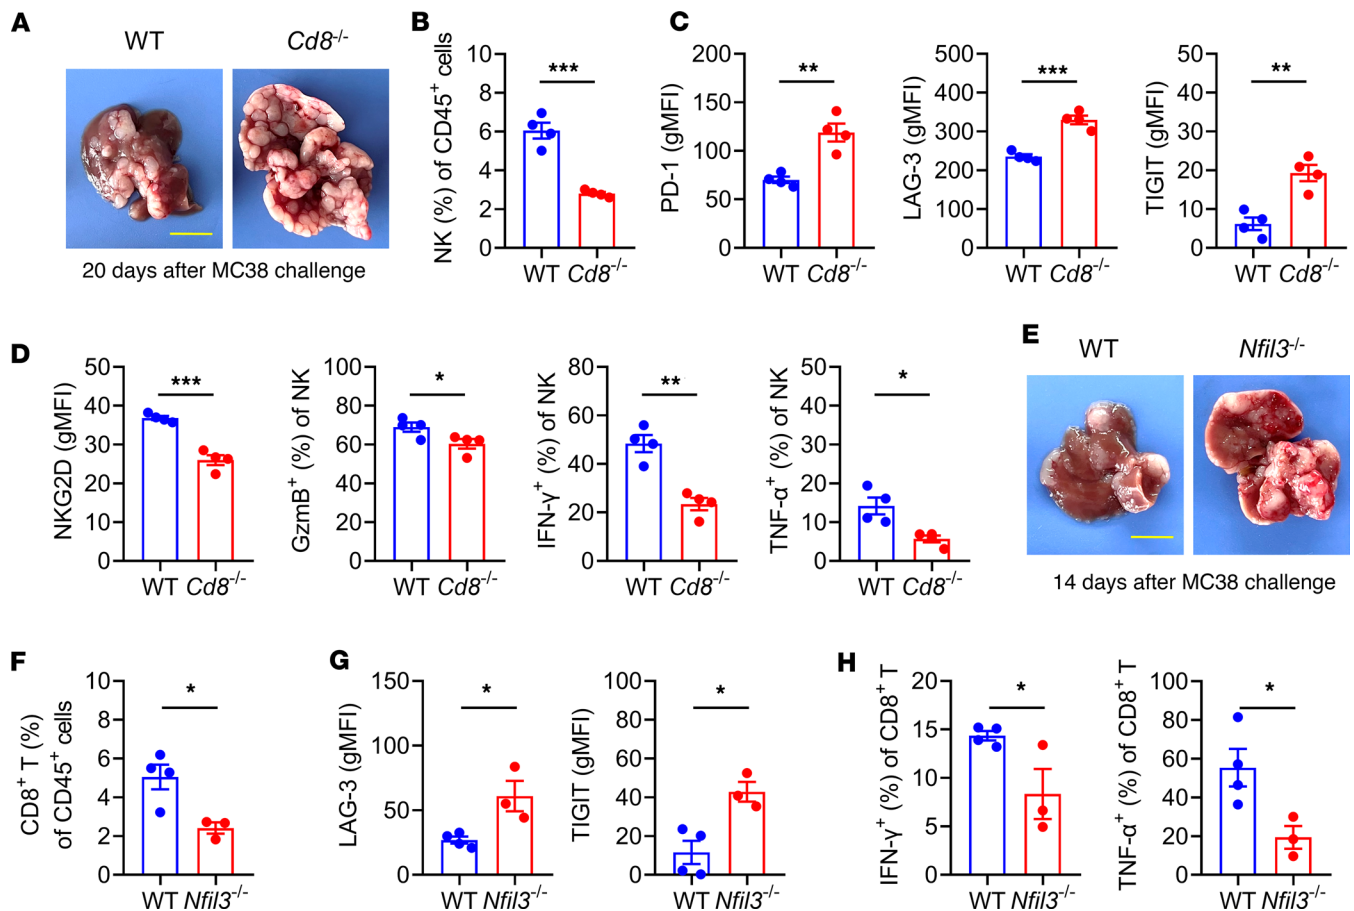 A
WT
Cd8-/-
20 days after MC38 challenge
B
NK (%) of CD45+ cells
10
8
6
4
2
0
***
WT Cd8-/-
C
PD-1 (gMFI)
200
150
100
50
0
**
WT Cd8-/-
LAG-3 (gMFI)
500
400
300
200
100
0
***
WT Cd8-/-
TIGIT (gMFI)
50
40
30
20
10
0
**
WT Cd8-/-
D
NKG2D (gMFI)
50
40
30
20
10
0
***
WT Cd8-/-
GzmB+ (%) of NK
100
80
60
40
20
0
*
WT Cd8-/-
IFN-γ+ (%) of NK
80
60
40
20
0
**
WT Cd8-/-
TNF-α+ (%) of NK
50
40
30
20
10
0
*
WT Cd8-/-
E
WT
Nfil3-/-
14 days after MC38 challenge
F
CD8+ T (%)
of CD45+ cells
10
8
6
4
2
0
*
WT Nfil3-/-
G
LAG-3 (gMFI)
150
100
50
0
*
WT Nfil3-/-
TIGIT (gMFI)
100
80
60
40
20
0
*
WT Nfil3-/-
H
IFN-γ+ (%) of CD8+ T
20
15
10
5
0
*
WT Nfil3-/-
TNF-α+ (%) of CD8+ T
100
80
60
40
20
0
*
WT Nfil3-/-